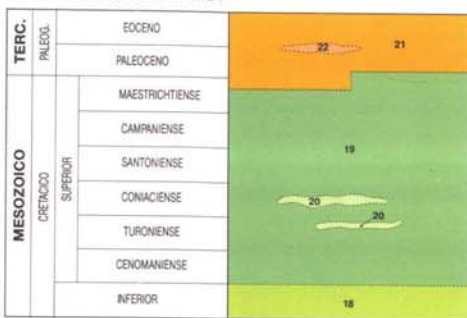 TERC.
PALEOG.
EOCENO
PALEOCENO
22
21
MESOZOICO
CRETACICO
SUPERIOR
MAESTRICHTIENSE
CAMPANIENSE
SANTONIENSE
CONIACIENSE
TURONIENSE
CENOMANIENSE
INFERIOR
19
20
20
18